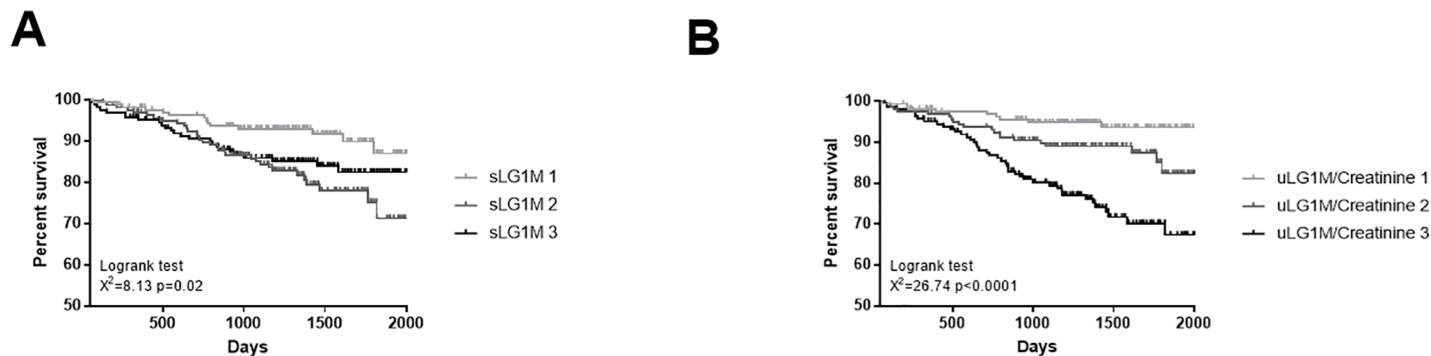 A
100
90
80
70
60
50
Percent survival
Logrank test
X²=8.13 p=0.02
500 1000 1500 2000
Days
sLG1M 1
sLG1M 2
sLG1M 3
B
100
90
80
70
60
50
Percent survival
Logrank test
X²=26.74 p<0.0001
500 1000 1500 2000
Days
uLG1M/Creatinine 1
uLG1M/Creatinine 2
uLG1M/Creatinine 3